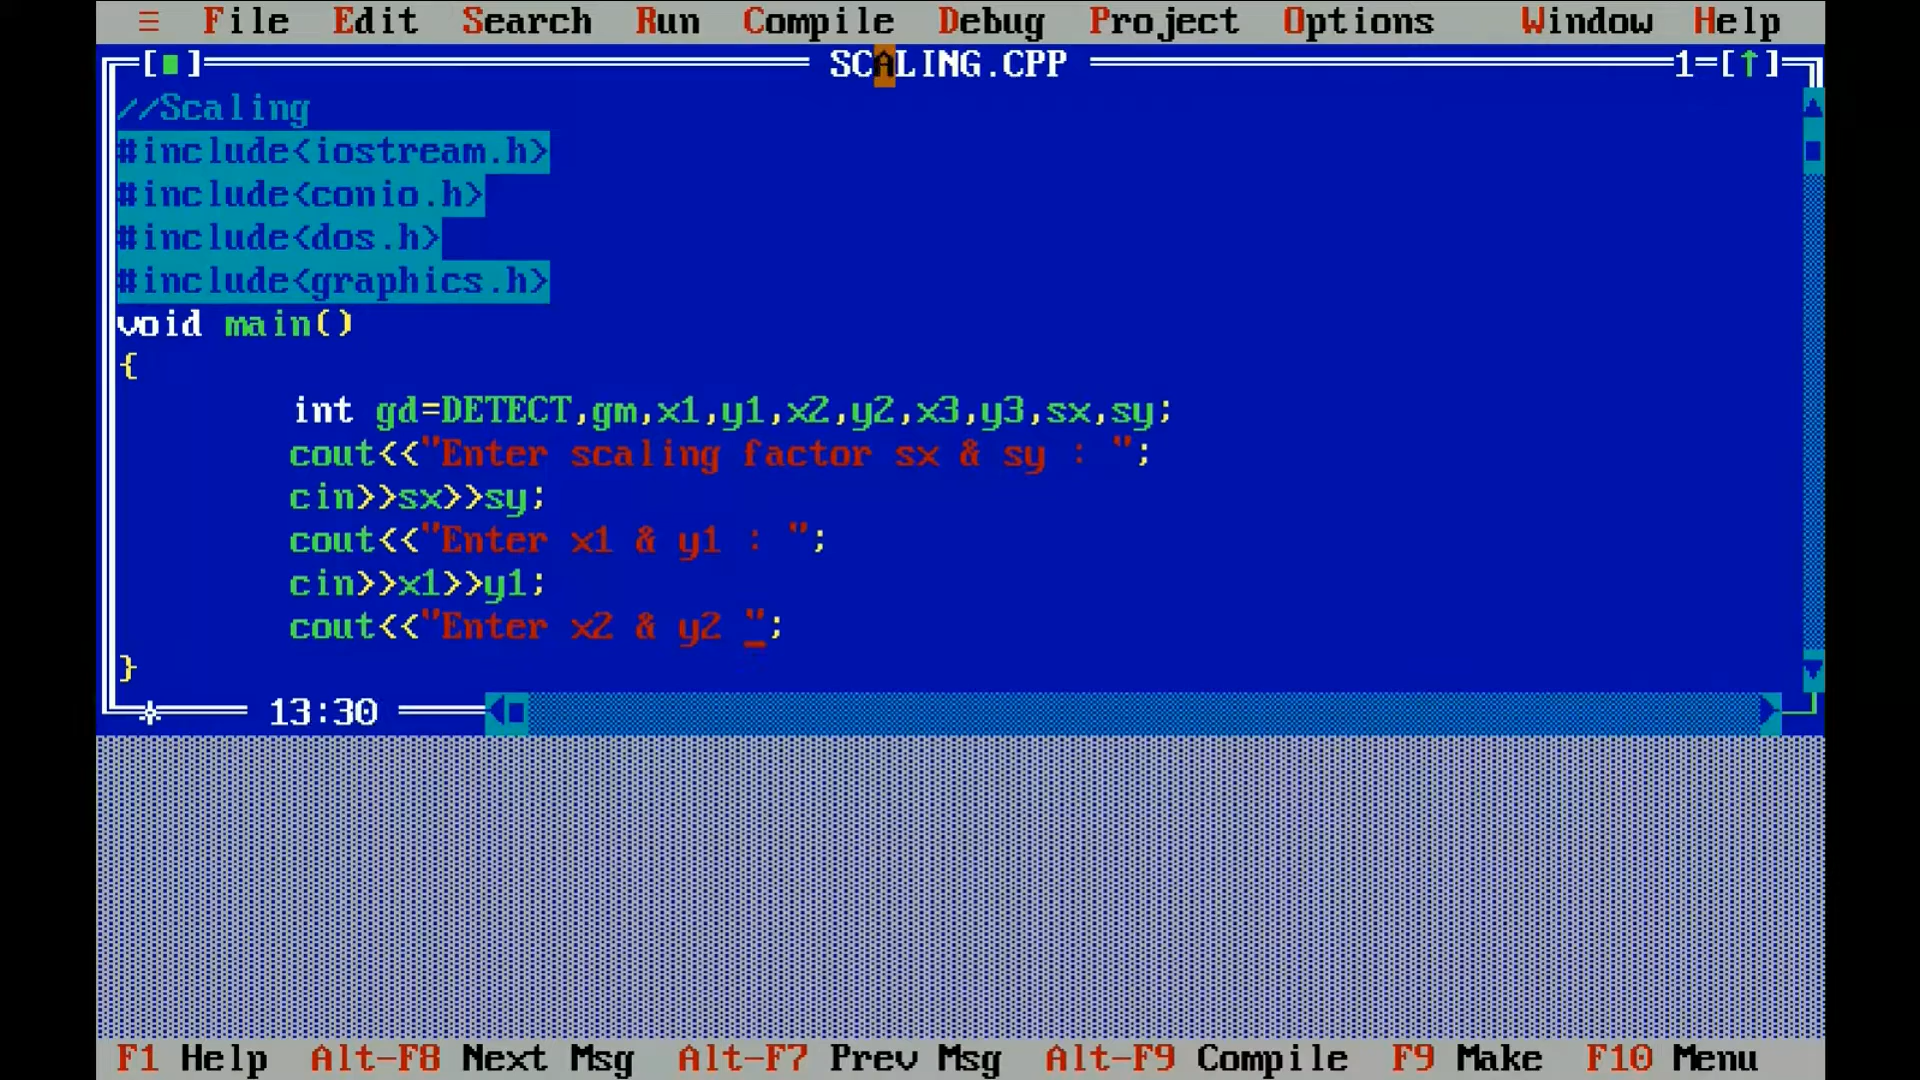 ≡ File Edit Search Run Compile Debug Project Options Window Help
[■] SCALING.CPP 1=[↑]
//Scaling
#include<iostream.h>
#include<conio.h>
#include<dos.h>
#include<graphics.h>
void main()
{
int gd=DETECT,gm,x1,y1,x2,y2,x3,y3,sx,sy;
cout<<"Enter scaling factor sx & sy : ";
cin>>sx>>sy;
cout<<"Enter x1 & y1 : ";
cin>>x1>>y1;
cout<<"Enter x2 & y2 ";
}
* 13:30
F1 Help Alt-F8 Next Msg Alt-F7 Prev Msg Alt-F9 Compile F9 Make F10 Menu